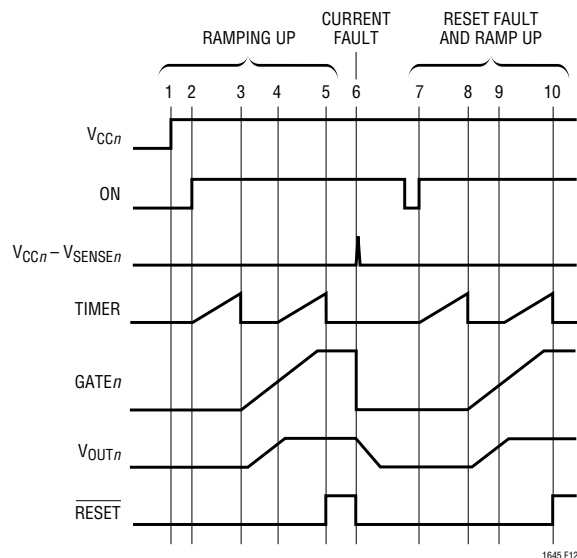 RAMPING UP
CURRENT
FAULT
RESET FAULT
AND RAMP UP
1 2 3 4 5 6 7 8 9 10
VCCn
ON
VCCn – VSENSEn
TIMER
GATEn
VOUTn
RESET
1645 F12